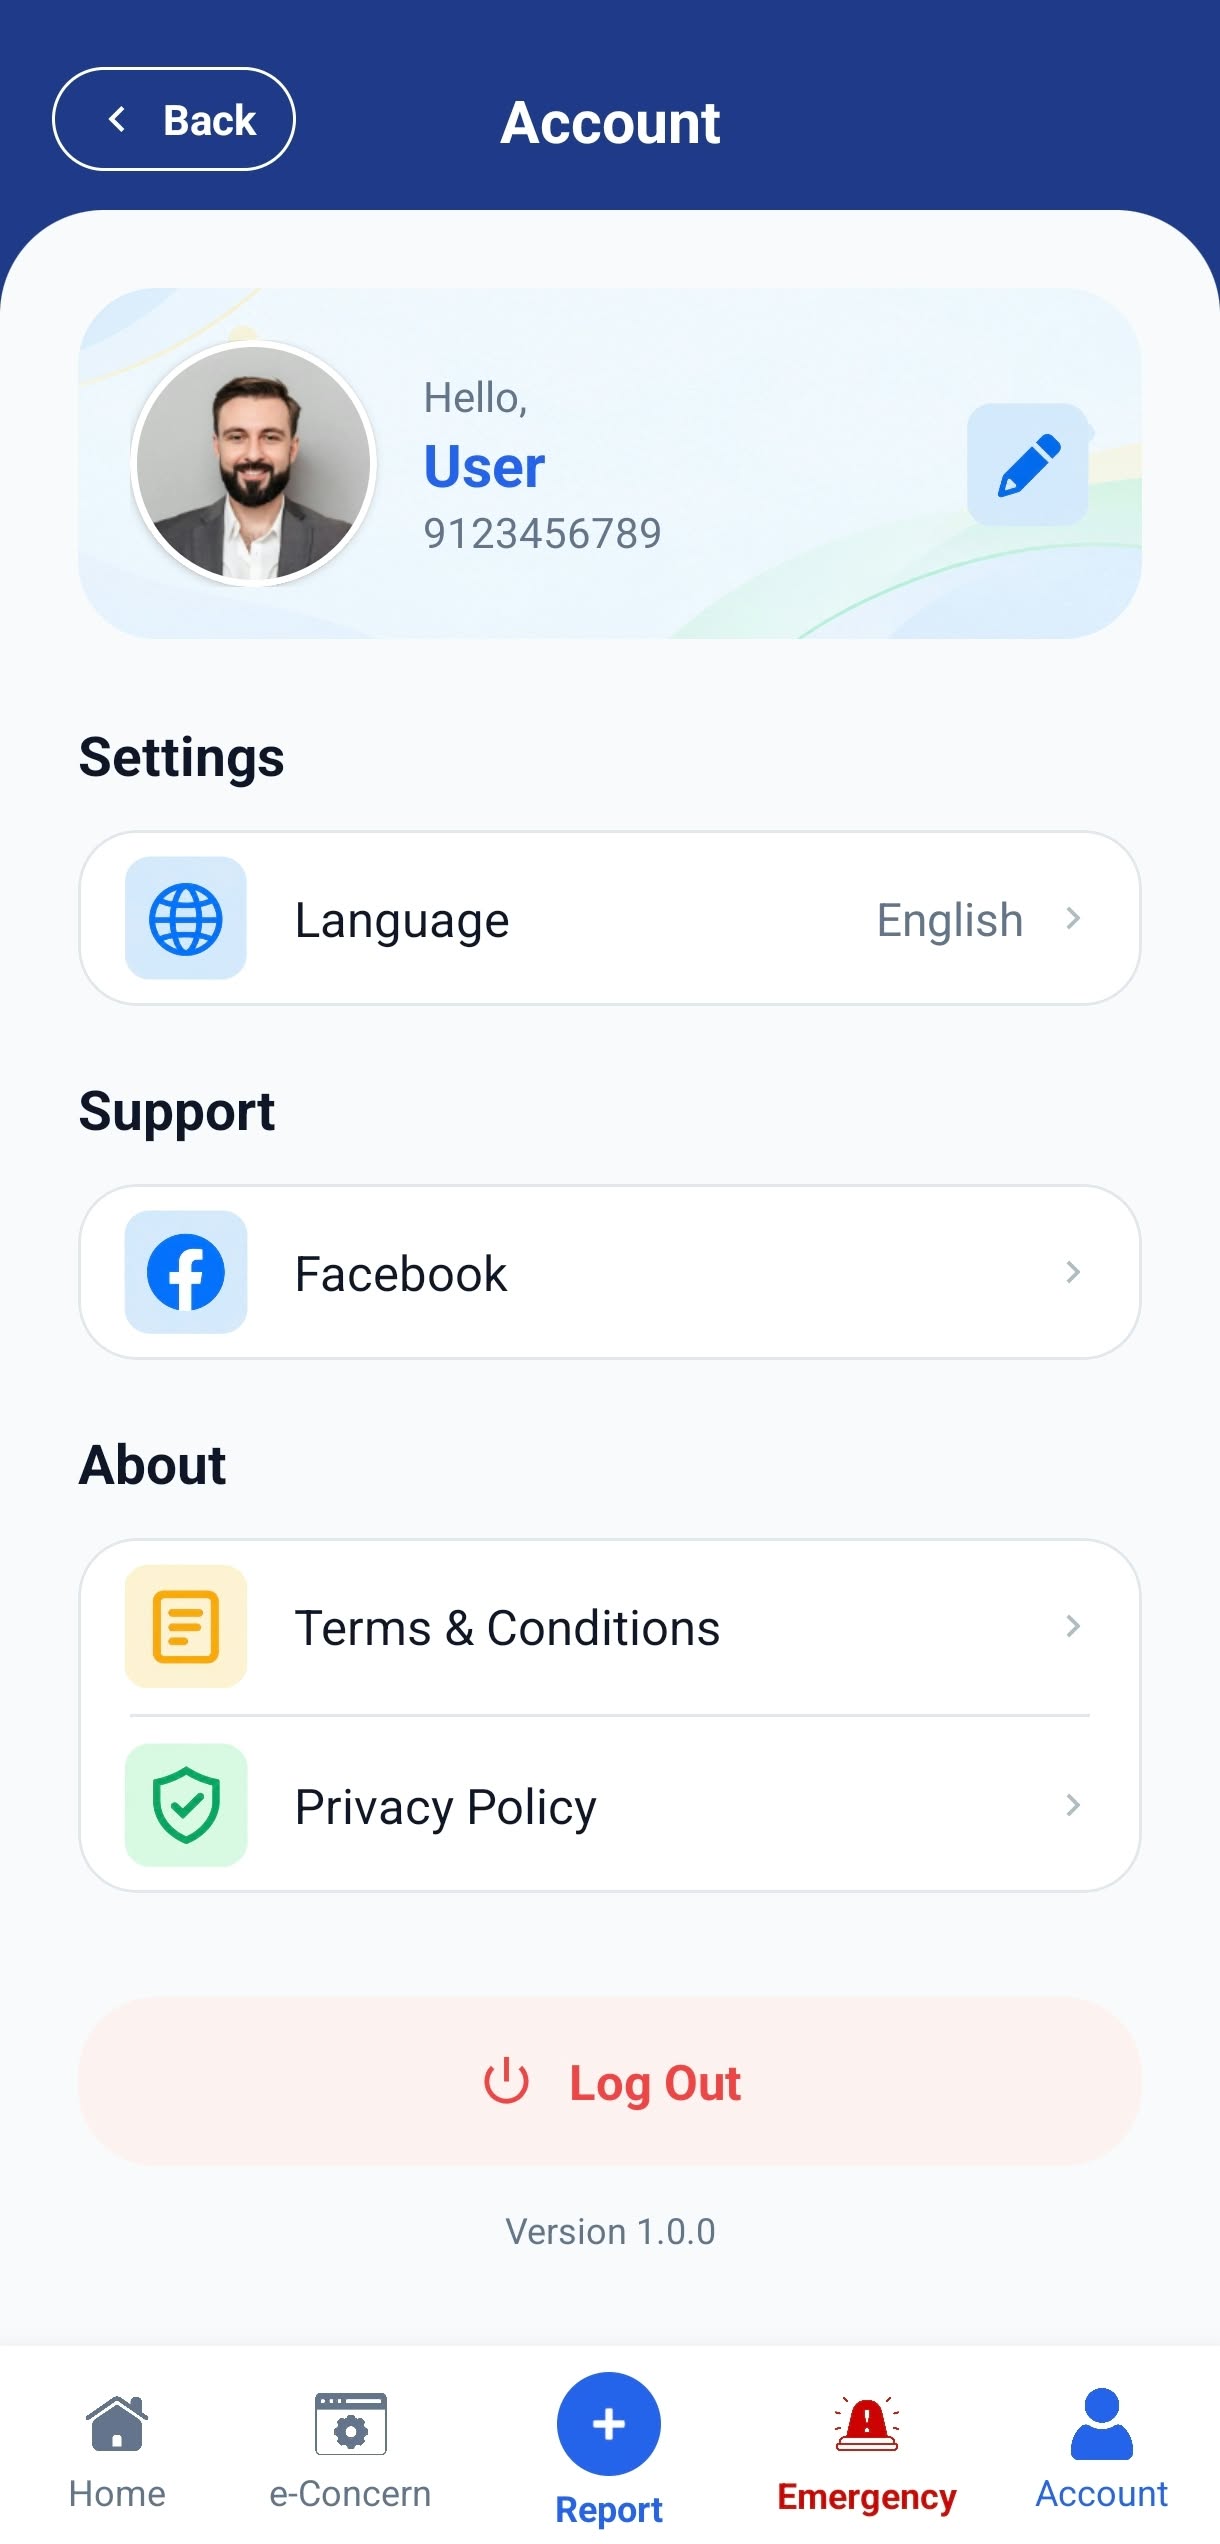 Back
Account
Hello,
User
9123456789
Settings
Language
English
Support
Facebook
About
Terms & Conditions
Privacy Policy
Log Out
Version 1.0.0
Home
e-Concern
Report
Emergency
Account